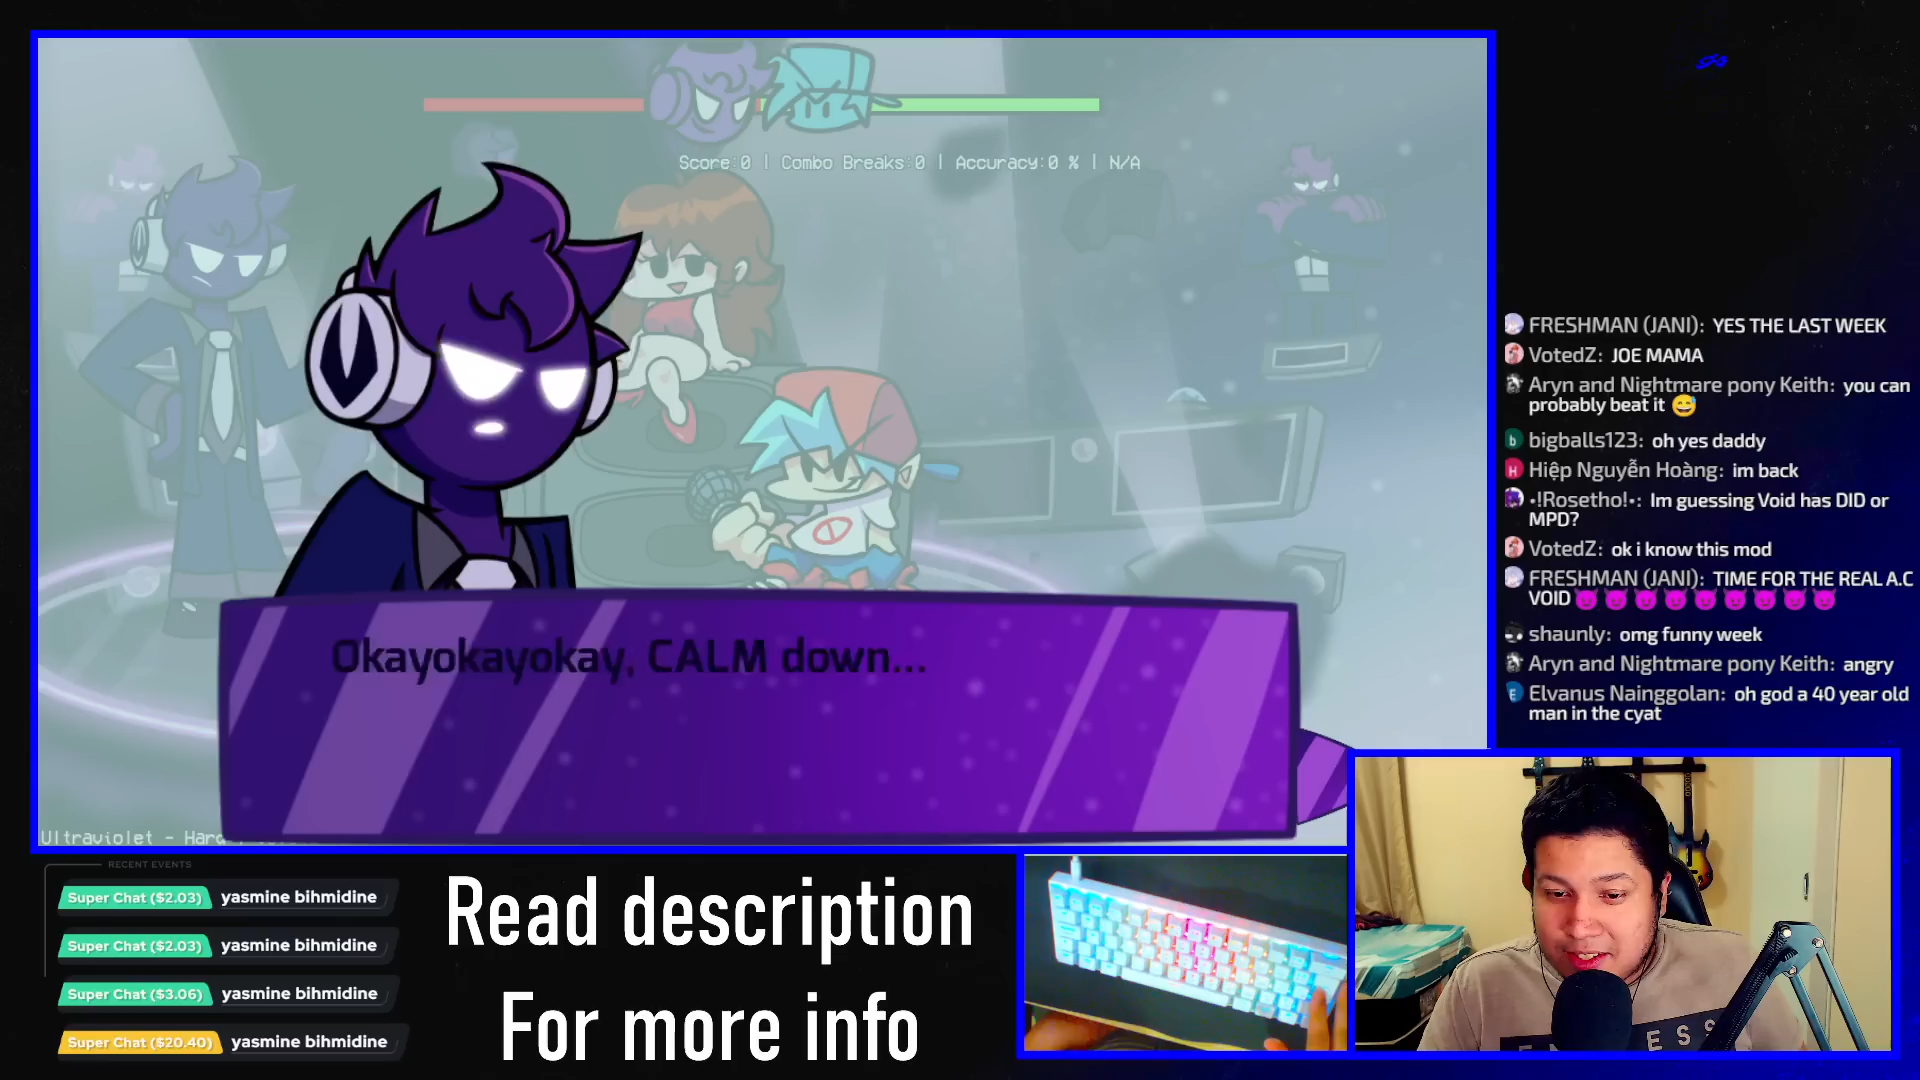 Score:0 | Combo Breaks:0 | Accuracy:0 % | N/A
Okayokayokay, CALM down...
Ultraviolet - Hard
FRESHMAN (JANI): YES THE LAST WEEK
VotedZ: JOE MAMA
Aryn and Nightmare pony Keith: you can
probably beat it 😅
b bigballs123: oh yes daddy
H Hiệp Nguyễn Hoàng: im back
•!Rosetho!•: Im guessing Void has DID or
MPD?
VotedZ: ok i know this mod
FRESHMAN (JANI): TIME FOR THE REAL A.C
VOID 😈😈😈😈😈😈😈😈😈
shaunly: omg funny week
Aryn and Nightmare pony Keith: angry
E Elvanus Nainggolan: oh god a 40 year old
man in the cyat
RECENT EVENTS
Super Chat ($2.03) yasmine bihmidine
Super Chat ($2.03) yasmine bihmidine
Super Chat ($3.06) yasmine bihmidine
Super Chat ($20.40) yasmine bihmidine
Read description
For more info